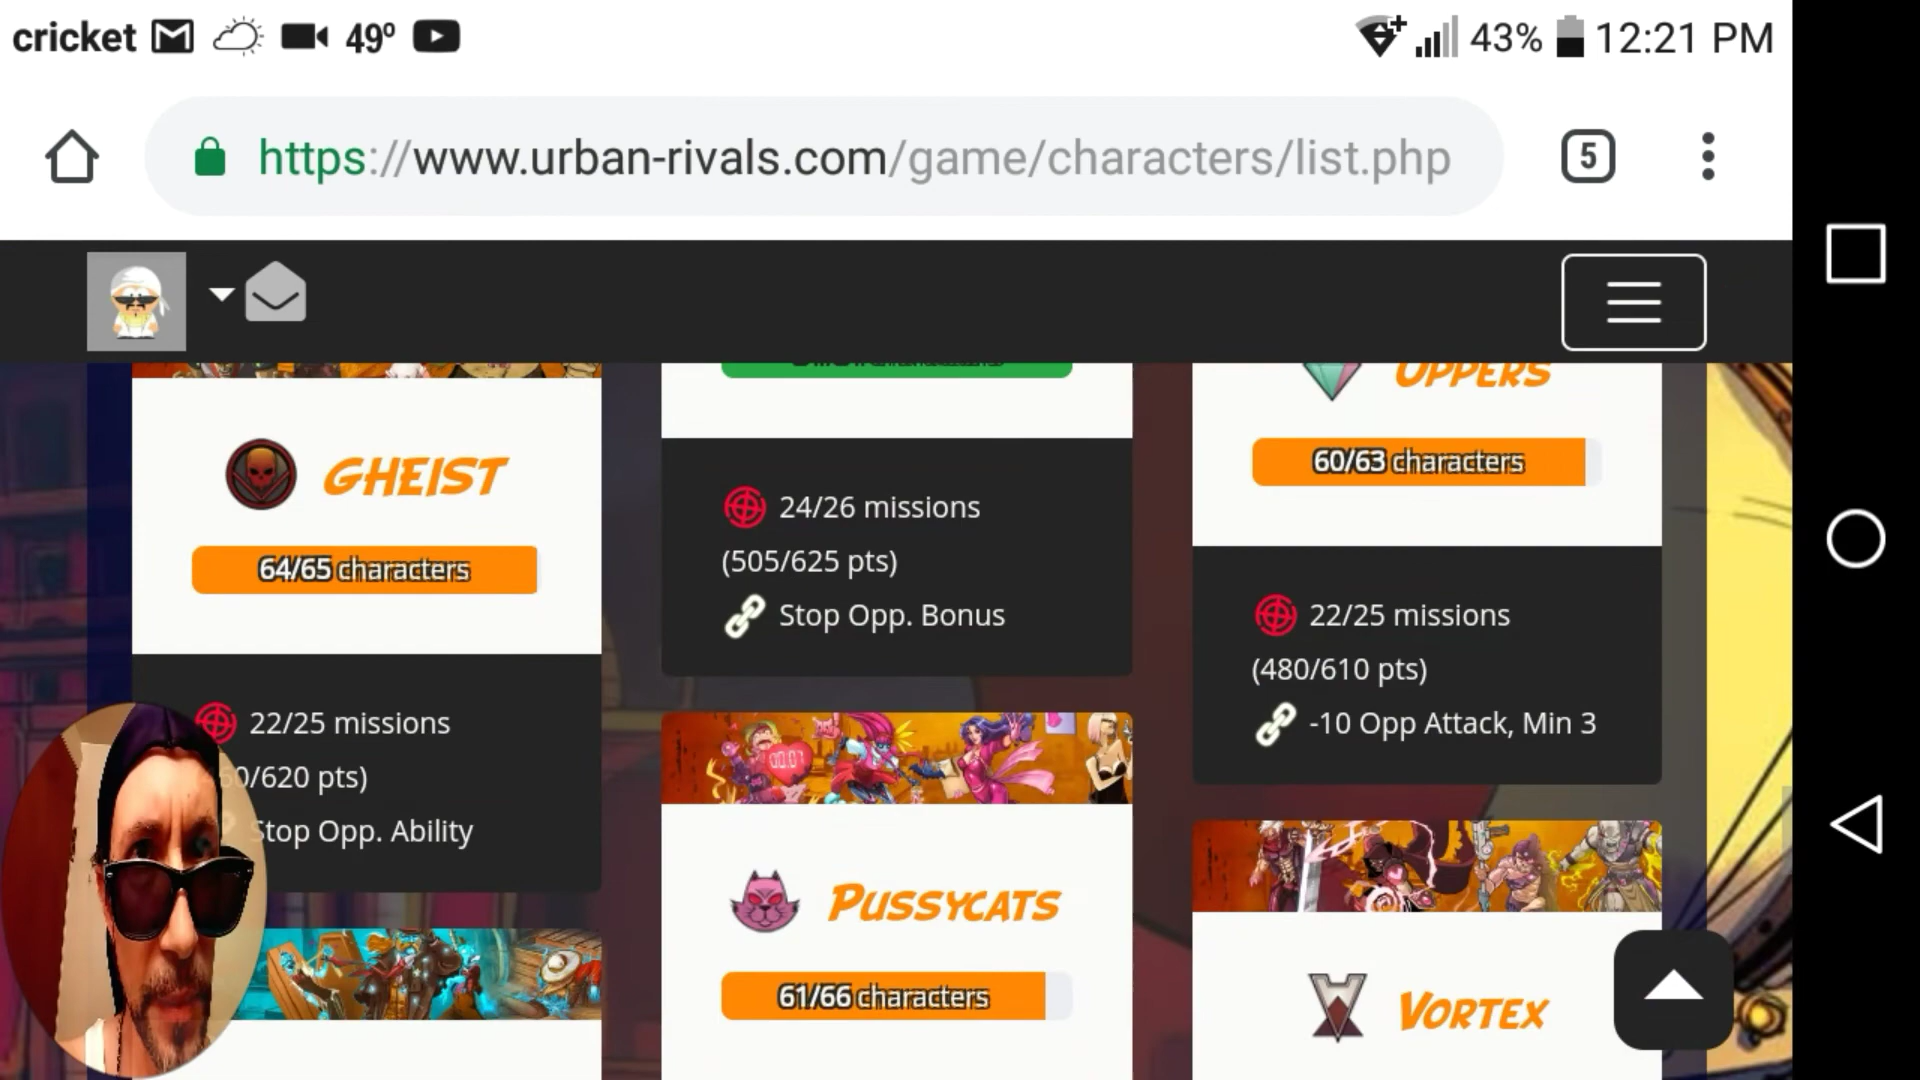 cricket 49º 43% 12:21 PM
https://www.urban-rivals.com/game/characters/list.php
5
GHEIST
64/65 characters
22/25 missions
0/620 pts)
Stop Opp. Ability
24/26 missions
(505/625 pts)
Stop Opp. Bonus
PUSSYCATS
61/66 characters
UPPERS
60/63 characters
22/25 missions
(480/610 pts)
-10 Opp Attack, Min 3
VORTEX